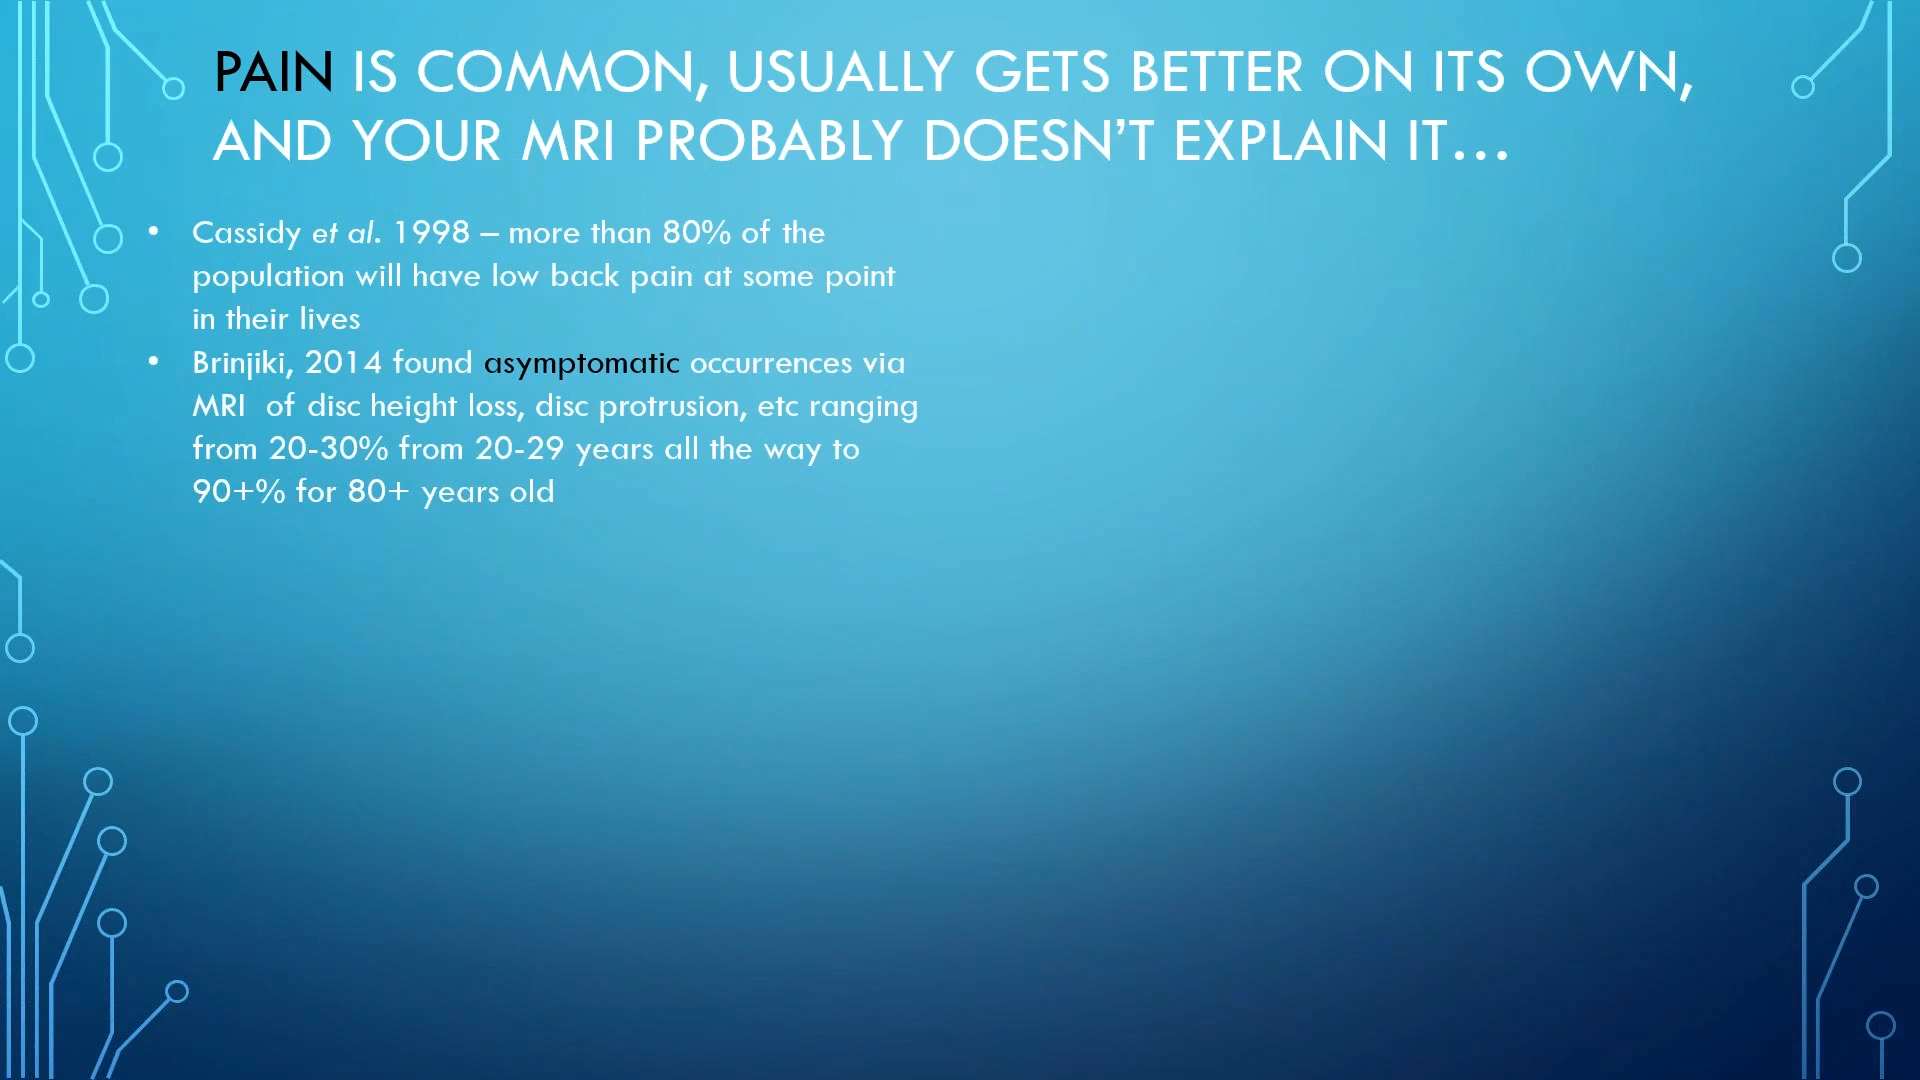 PAIN IS COMMON, USUALLY GETS BETTER ON ITS OWN,
AND YOUR MRI PROBABLY DOESN’T EXPLAIN IT…
• Cassidy et al. 1998 – more than 80% of the
population will have low back pain at some point
in their lives
• Brinjiki, 2014 found asymptomatic occurrences via
MRI  of disc height loss, disc protrusion, etc ranging
from 20-30% from 20-29 years all the way to
90+% for 80+ years old